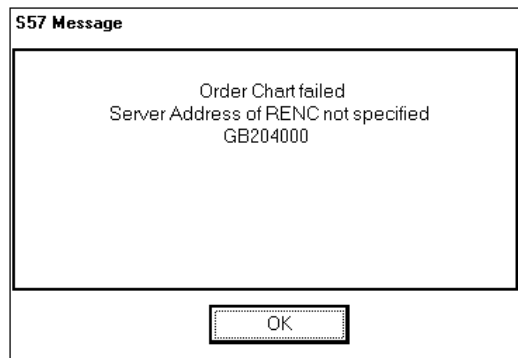 S57 Message
Order Chart failed
Server Address of RENC not specified
GB204000
OK